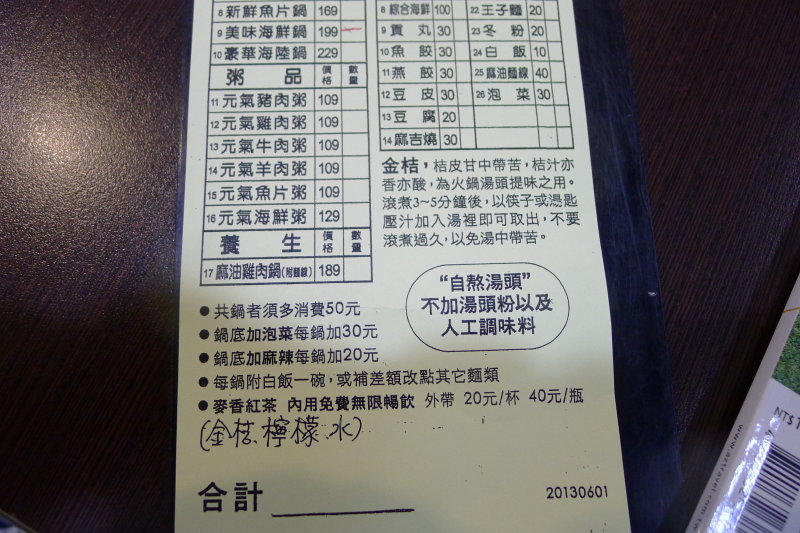 8 新鮮魚片鍋 169
9 美味海鮮鍋 199
10 豪華海陸鍋 229
粥品 價格 數量
11 元氣豬肉粥 109
12 元氣雞肉粥 109
13 元氣牛肉粥 109
14 元氣羊肉粥 109
15 元氣魚片粥 109
16 元氣海鮮粥 129
養生 價格 數量
17 麻油雞肉鍋(附麵線) 189
8 綜合海鮮 100 22 王子麵 20
9 貢丸 30 23 冬粉 20
10 魚餃 30 24 白飯 10
11 燕餃 30 25 麻油麵線 40
12 豆皮 30 26 泡菜 30
13 豆腐 20
14 麻吉燒 30
金桔，桔皮甘中帶苦，桔汁亦
香亦酸，為火鍋湯頭提味之用。
滾煮3~5分鐘後，以筷子或湯匙
壓汁加入湯裡即可取出，不要
滾煮過久，以免湯中帶苦。
“自熬湯頭”
不加湯頭粉以及
人工調味料
●共鍋者須多消費50元
●鍋底加泡菜每鍋加30元
●鍋底加麻辣每鍋加20元
●每鍋附白飯一碗，或補差額改點其它麵類
●麥香紅茶 內用免費無限暢飲 外帶 20元/杯 40元/瓶
(金桔、檸檬水)
合計
20130601
NT$
www.aztravel.com.tw